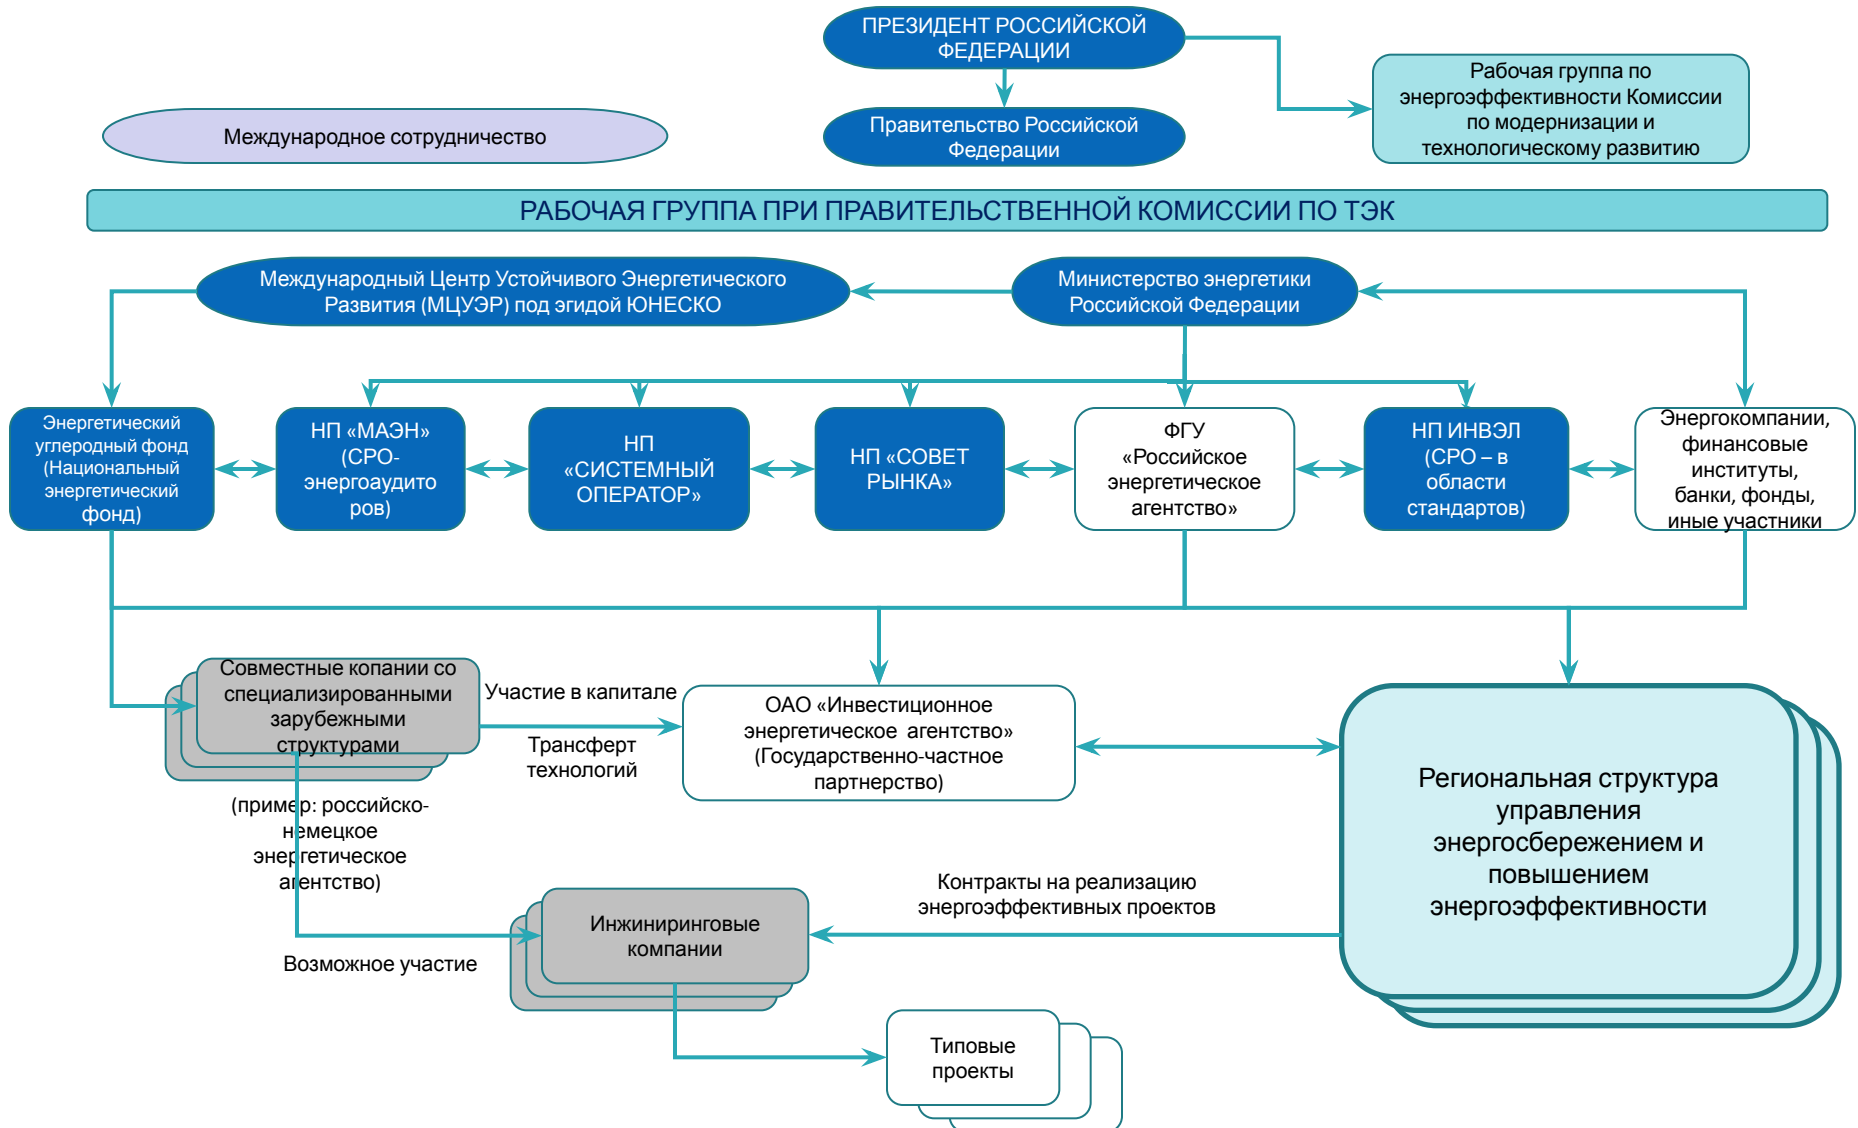 ПРЕЗИДЕНТ РОССИЙСКОЙ
ФЕДЕРАЦИИ
Рабочая группа по
энергоэффективности Комиссии
по модернизации и
технологическому развитию
Международное сотрудничество
Правительство Российской
Федерации
РАБОЧАЯ ГРУППА ПРИ ПРАВИТЕЛЬСТВЕННОЙ КОМИССИИ ПО ТЭК
Международный Центр Устойчивого Энергетического
Развития (МЦУЭР) под эгидой ЮНЕСКО
Министерство энергетики
Российской Федерации
Энергетический
углеродный фонд
(Национальный
энергетический
фонд)
НП «МАЭН»
(СРО-
энергоаудито
ров)
НП
«СИСТЕМНЫЙ
ОПЕРАТОР»
НП «СОВЕТ
РЫНКА»
ФГУ
«Российское
энергетическое
агентство»
НП ИНВЭЛ
(СРО – в
области
стандартов)
Энергокомпании,
финансовые
институты,
банки, фонды,
иные участники
Совместные копании со
специализированными
зарубежными
структурами
Участие в капитале
Трансферт
технологий
ОАО «Инвестиционное
энергетическое агентство»
(Государственно-частное
партнерство)
Региональная структура
управления
энергосбережением и
повышением
энергоэффективности
(пример: российско-
немецкое
энергетическое
агентство)
Контракты на реализацию
энергоэффективных проектов
Инжиниринговые
компании
Возможное участие
Типовые
проекты